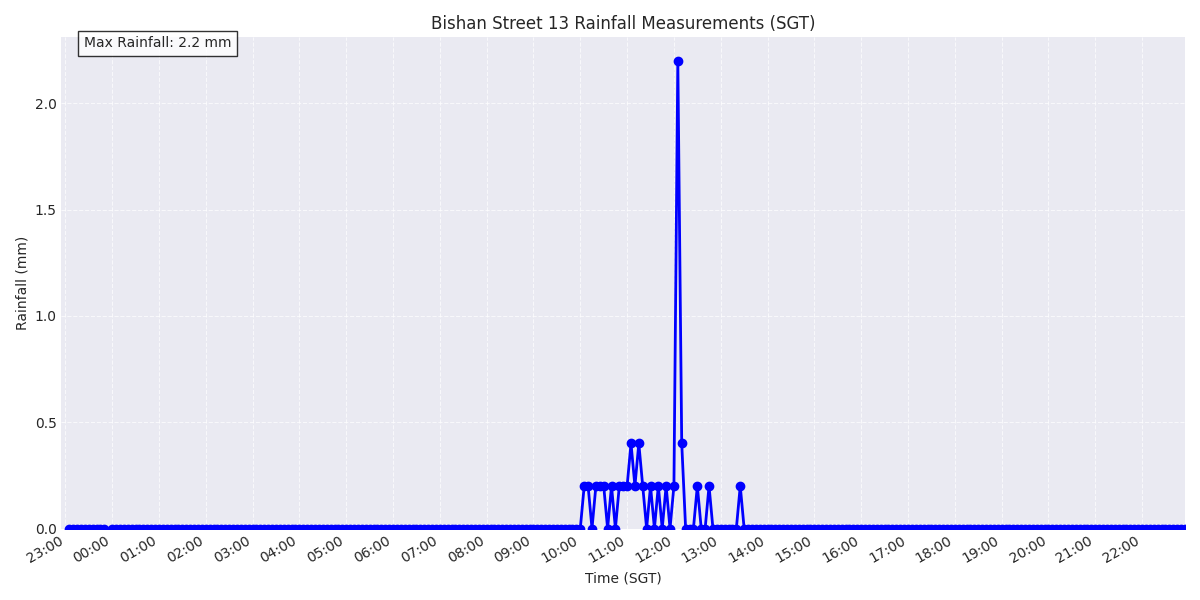 Bishan Street 13 Rainfall Measurements (SGT)
Max Rainfall: 2.2 mm
Rainfall (mm)
2.0
1.5
1.0
0.5
0.0
23:00 00:00 01:00 02:00 03:00 04:00 05:00 06:00 07:00 08:00 09:00 10:00 11:00 12:00 13:00 14:00 15:00 16:00 17:00 18:00 19:00 20:00 21:00 22:00
Time (SGT)